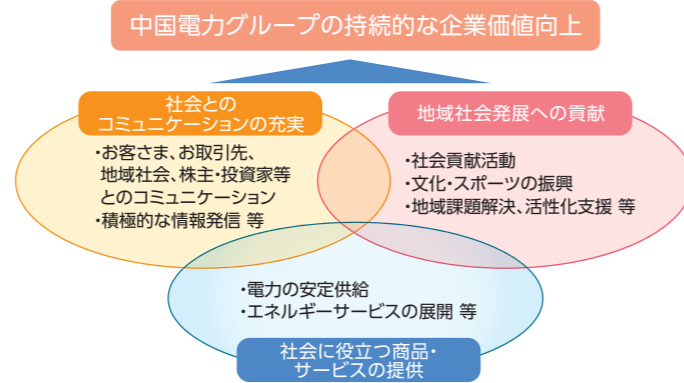 中国電力グループの持続的な企業価値向上
社会との
コミュニケーションの充実
・お客さま、お取引先、
地域社会、株主・投資家等
とのコミュニケーション
・積極的な情報発信 等
地域社会発展への貢献
・社会貢献活動
・文化・スポーツの振興
・地域課題解決、活性化支援 等
・電力の安定供給
・エネルギーサービスの展開 等
社会に役立つ商品・
サービスの提供